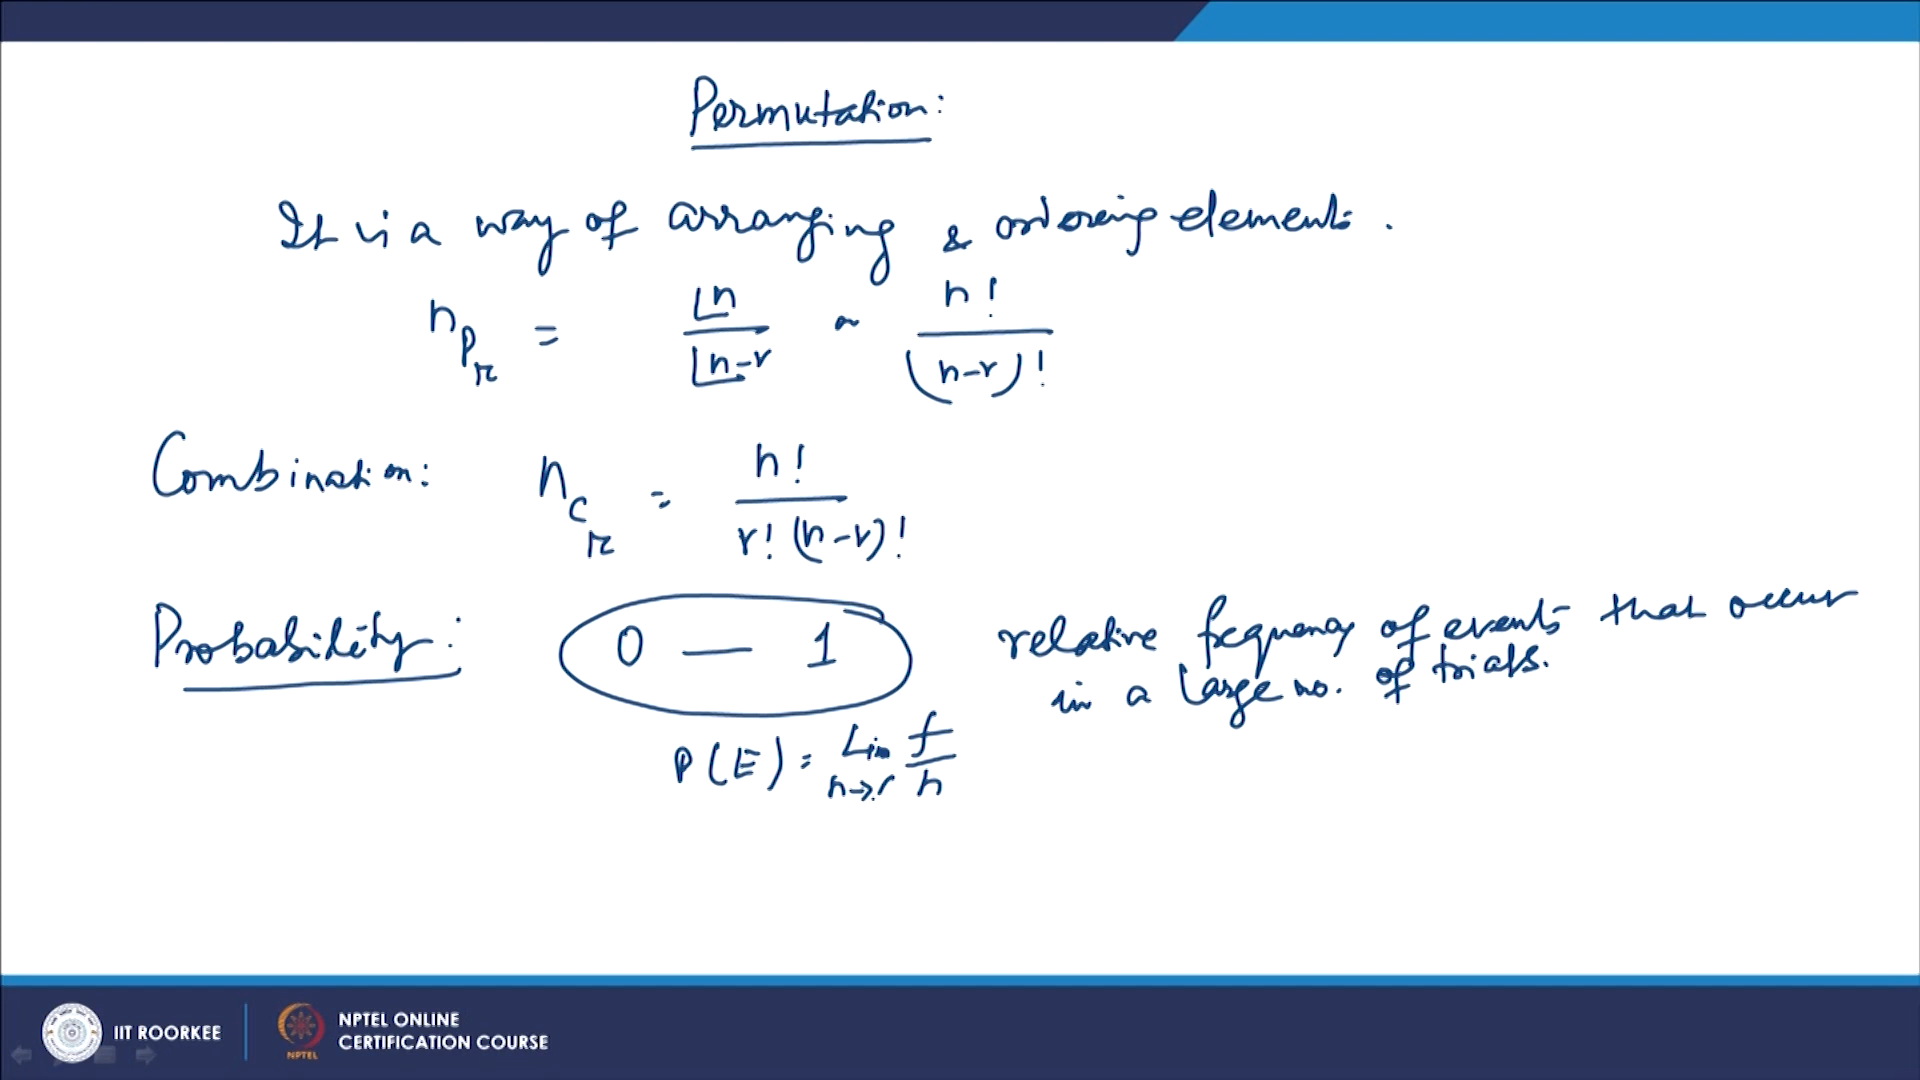 Permutation:
It is a way of arranging & ordering elements.
nPr = ⌊n / ⌊n-r ~ n! / (n-r)!
Combination: nCr = n! / r! (n-r)!
Probability: 0 — 1 relative frequency of events that occur
in a large no. of trials.
P(E) = Lim n→ f/n
IIT ROORKEE
NPTEL ONLINE
CERTIFICATION COURSE
NPTEL